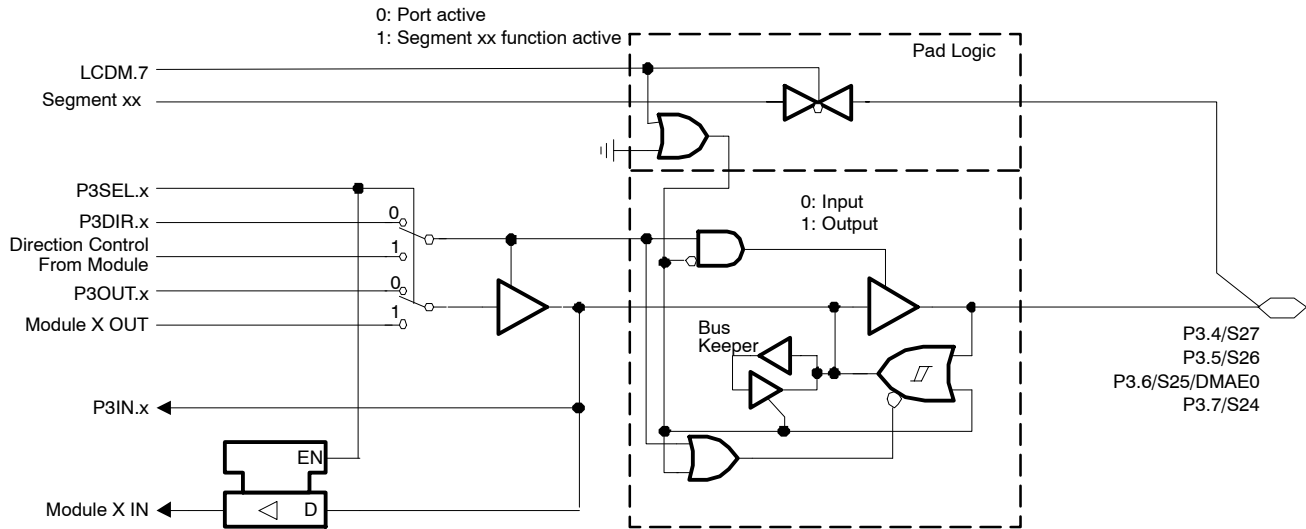 0: Port active
1: Segment xx function active
Pad Logic
LCDM.7
Segment xx
P3SEL.x
P3DIR.x
0
Direction Control
From Module
1
P3OUT.x
0
Module X OUT
1
0: Input
1: Output
Bus
Keeper
P3.4/S27
P3.5/S26
P3.6/S25/DMAE0
P3.7/S24
P3IN.x
EN
Module X IN
D